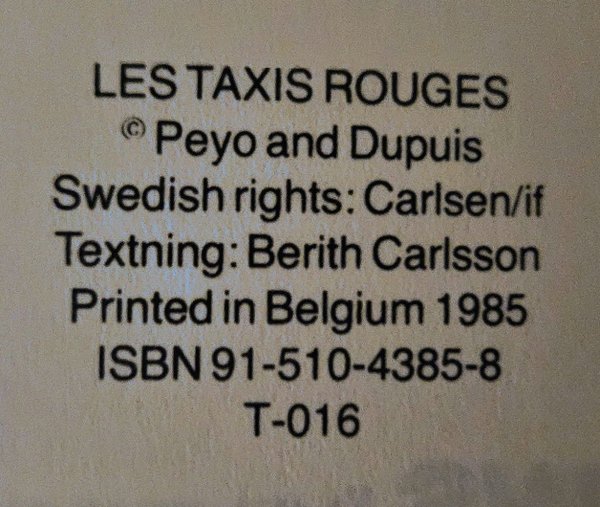 LES TAXIS ROUGES
© Peyo and Dupuis
Swedish rights: Carlsen/if
Textning: Berith Carlsson
Printed in Belgium 1985
ISBN 91-510-4385-8
T-016